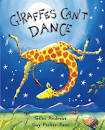 GIRAFFES CAN'T
DANCE
Giles Andreae
Guy Parker-Rees